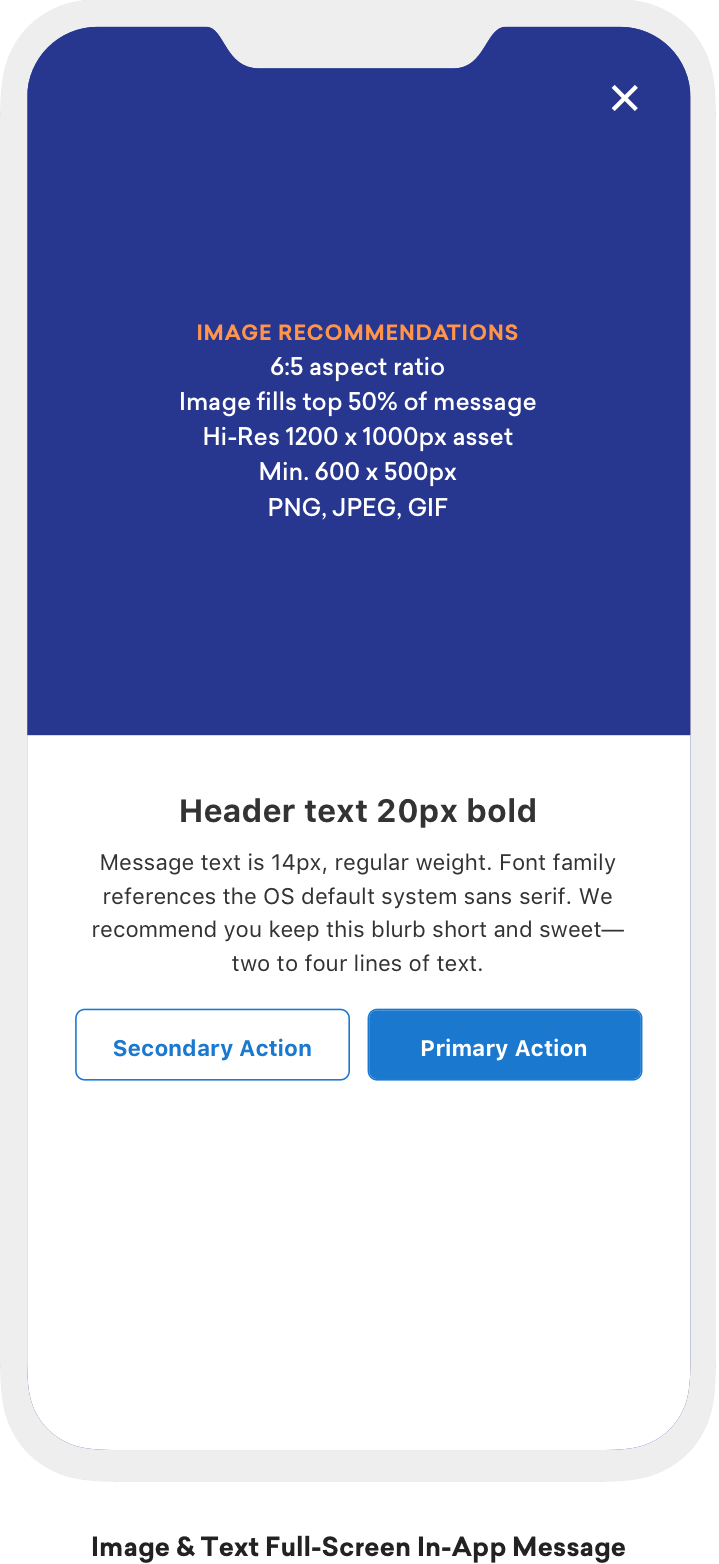 IMAGE RECOMMENDATIONS
6:5 aspect ratio
Image fills top 50% of message
Hi-Res 1200 x 1000px asset
Min. 600 x 500px
PNG, JPEG, GIF
Header text 20px bold
Message text is 14px, regular weight. Font family
references the OS default system sans serif. We
recommend you keep this blurb short and sweet—
two to four lines of text.
Secondary Action
Primary Action
Image & Text Full-Screen In-App Message